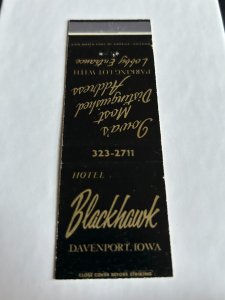 Iowa's
Most
Distinguished
Address
PARKING LOT WITH
Lobby Entrance
323-2711
HOTEL
Blackhawk
DAVENPORT, IOWA
CLOSE COVER BEFORE STRIKING